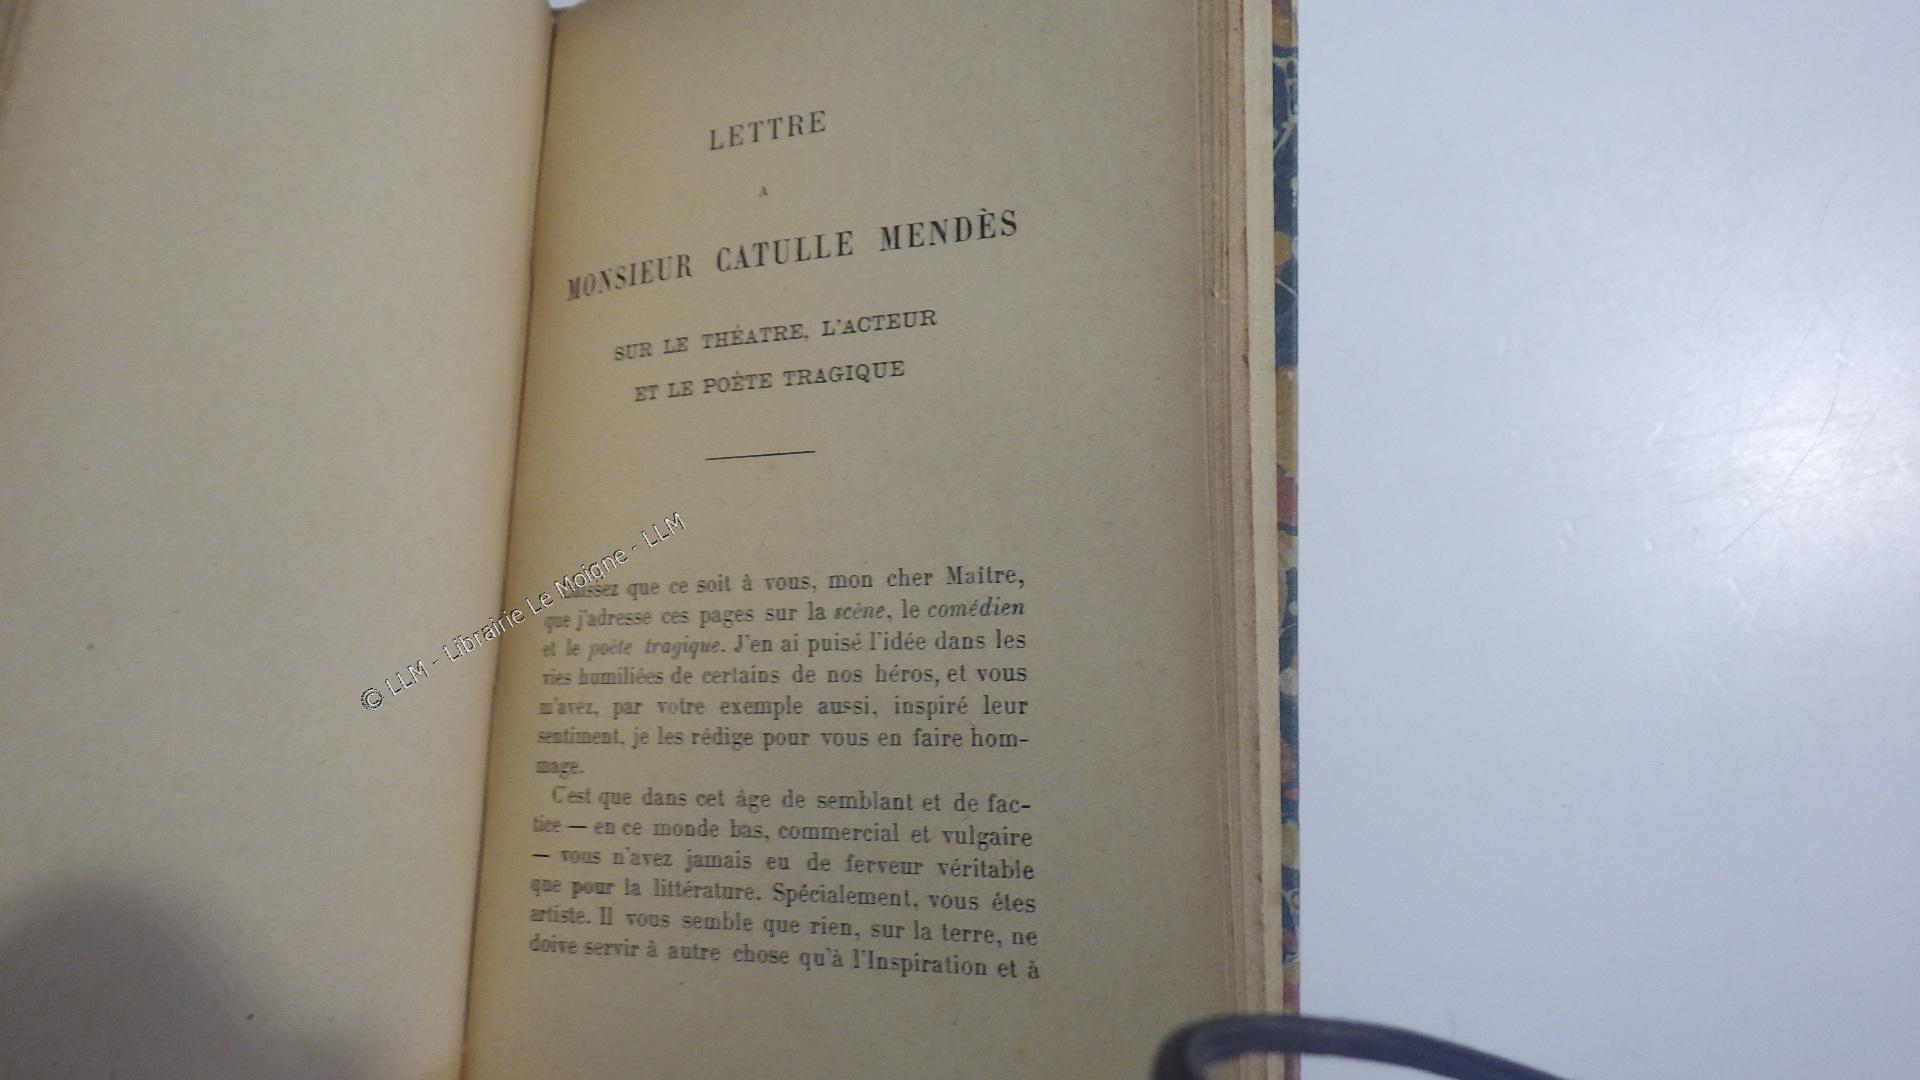 LETTRE
A
MONSIEUR CATULLE MENDÈS
SUR LE THÉATRE, L'ACTEUR
ET LE POÈTE TRAGIQUE
que ce soit à vous, mon cher Maître,
que j'adresse ces pages sur la scène, le comédien
et le poète tragique. J'en ai puisé l'idée dans les
vies humiliées de certains de nos héros, et vous
m'avez, par votre exemple aussi, inspiré leur
sentiment, je les rédige pour vous en faire hom-
mage.
C'est que dans cet âge de semblant et de fac-
tice — en ce monde bas, commercial et vulgaire
— vous n'avez jamais eu de ferveur véritable
que pour la littérature. Spécialement, vous êtes
artiste. Il vous semble que rien, sur la terre, ne
doive servir à autre chose qu'à l'Inspiration et à
© LLM - Librairie Le Moigne - LLM